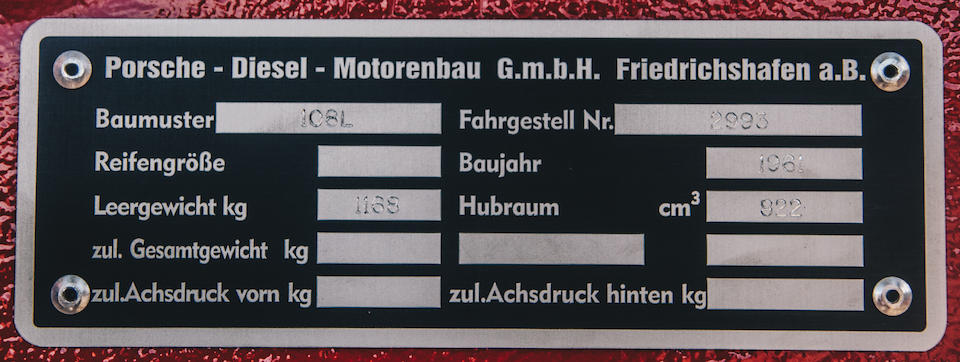 Porsche - Diesel - Motorenbau G.m.b.H. Friedrichshafen a.B.
Baumuster 108L Fahrgestell Nr. 2993
Reifengröße Baujahr 1961
Leergewicht kg 1168 Hubraum cm³ 822
zul. Gesamtgewicht kg
zul.Achsdruck vorn kg zul.Achsdruck hinten kg